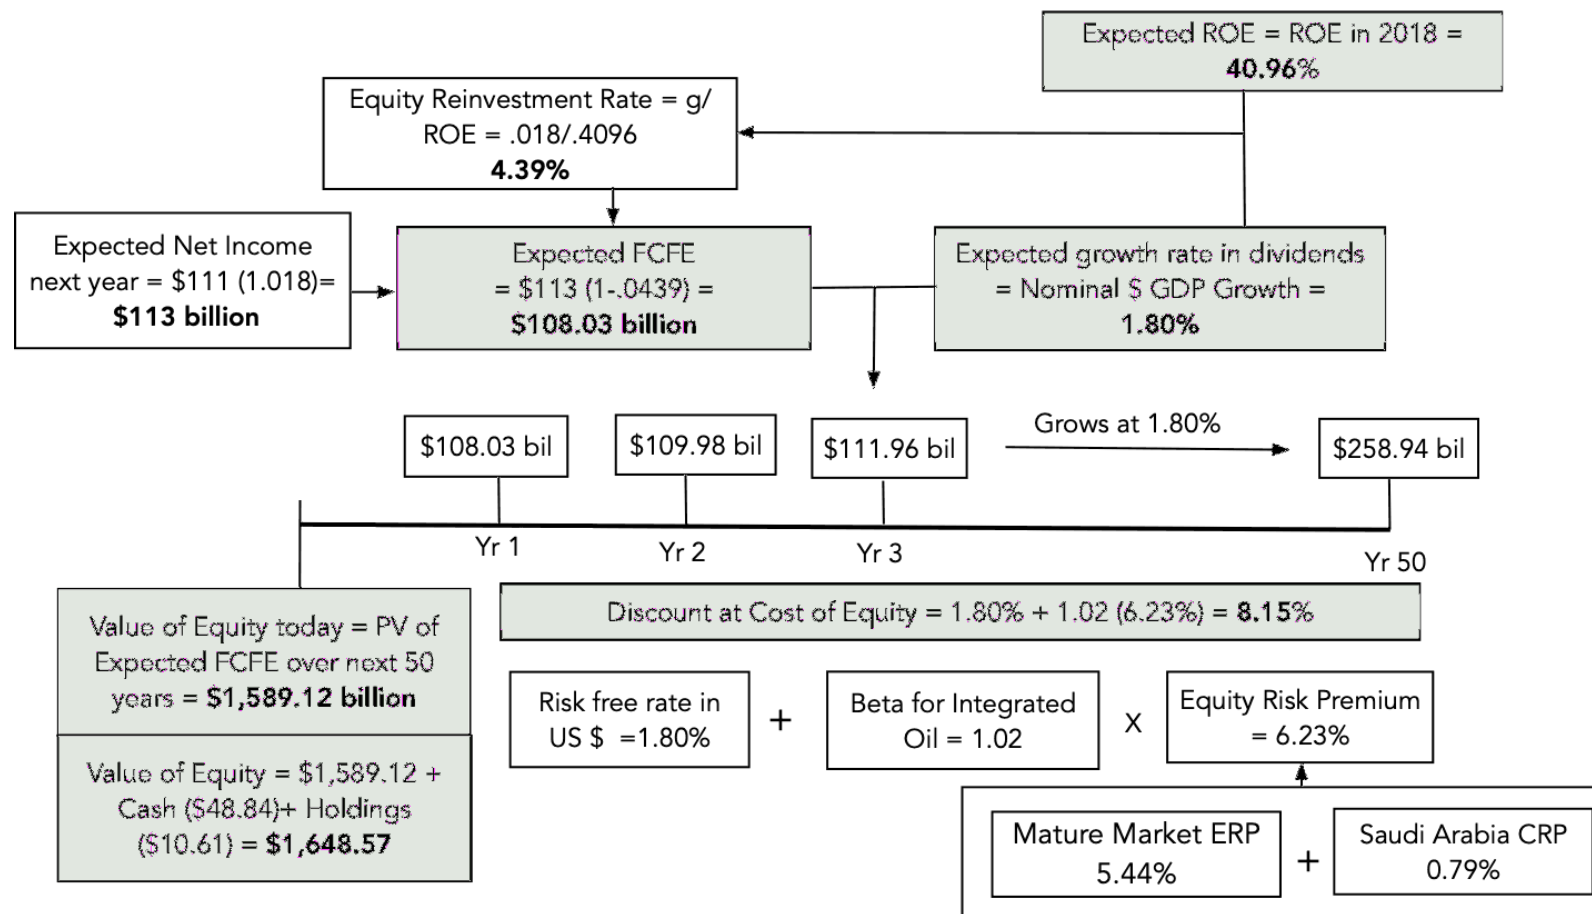 Expected ROE = ROE in 2018 =
40.96%
Equity Reinvestment Rate = g/
ROE = .018/.4096
4.39%
Expected Net Income
next year = $111 (1.018)=
$113 billion
Expected FCFE
= $113 (1-.0439) =
$108.03 billion
Expected growth rate in dividends
= Nominal $ GDP Growth =
1.80%
$108.03 bil
$109.98 bil
$111.96 bil
Grows at 1.80%
$258.94 bil
Yr 1
Yr 2
Yr 3
Yr 50
Value of Equity today = PV of
Expected FCFE over next 50
years = $1,589.12 billion
Value of Equity = $1,589.12 +
Cash ($48.84)+ Holdings
($10.61) = $1,648.57
Discount at Cost of Equity = 1.80% + 1.02 (6.23%) = 8.15%
Risk free rate in
US $ =1.80%
+
Beta for Integrated
Oil = 1.02
X
Equity Risk Premium
= 6.23%
Mature Market ERP
5.44%
+
Saudi Arabia CRP
0.79%